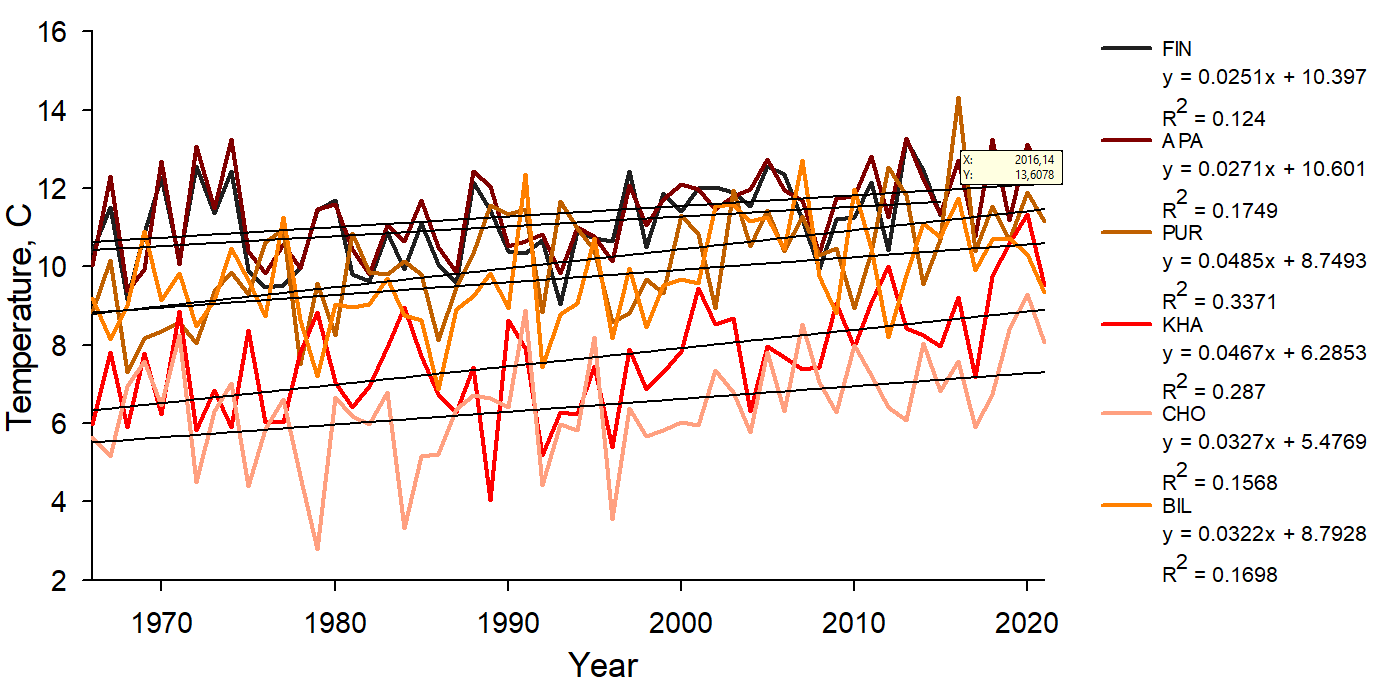 16
14
12
10
8
6
4
2
Temperature, C
1970
1980
1990
2000
2010
2020
Year
X: 2016,14
Y: 13,6078
FIN
y = 0.0251x + 10.397
R² = 0.124
APA
y = 0.0271x + 10.601
R² = 0.1749
PUR
y = 0.0485x + 8.7493
R² = 0.3371
KHA
y = 0.0467x + 6.2853
R² = 0.287
CHO
y = 0.0327x + 5.4769
R² = 0.1568
BIL
y = 0.0322x + 8.7928
R² = 0.1698